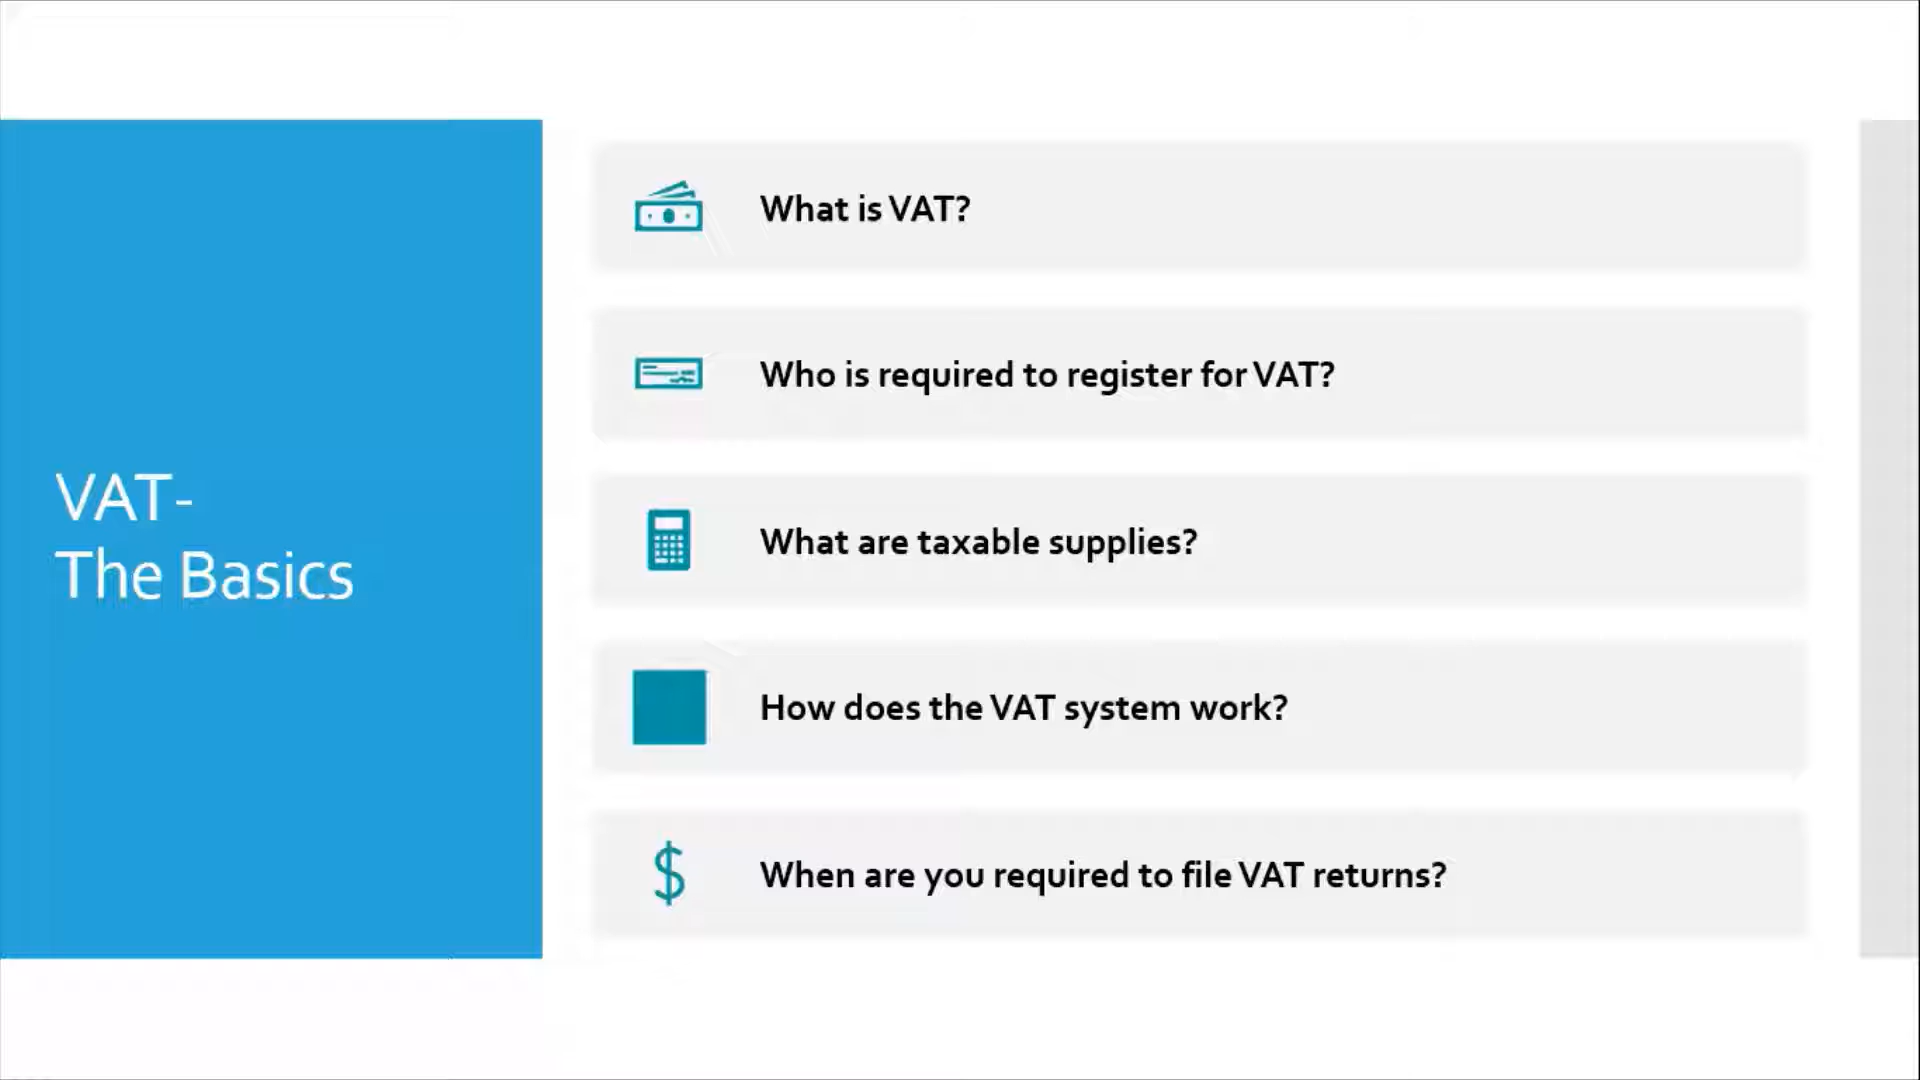 VAT-
The Basics
What is VAT?
Who is required to register for VAT?
What are taxable supplies?
How does the VAT system work?
When are you required to file VAT returns?